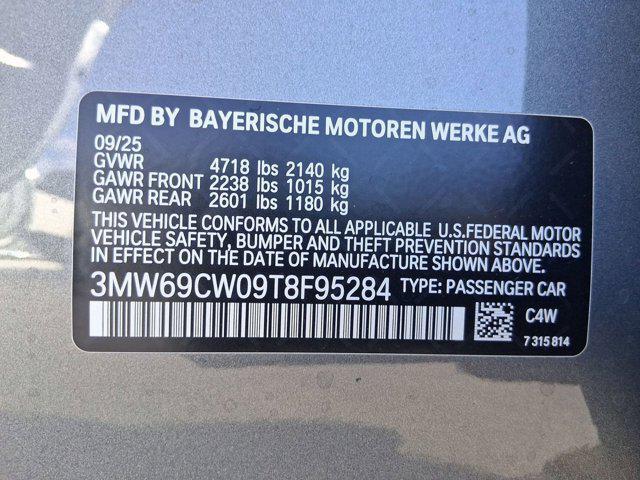 MFD BY BAYERISCHE MOTOREN WERKE AG
09/25
GVWR 4718 lbs 2140 kg
GAWR FRONT 2238 lbs 1015 kg
GAWR REAR 2601 lbs 1180 kg
THIS VEHICLE CONFORMS TO ALL APPLICABLE U.S.FEDERAL MOTOR
VEHICLE SAFETY, BUMPER AND THEFT PREVENTION STANDARDS
IN EFFECT ON THE DATE OF MANUFACTURE SHOWN ABOVE.
3MW69CW09T8F95284 TYPE: PASSENGER CAR
C4W
7 315 814